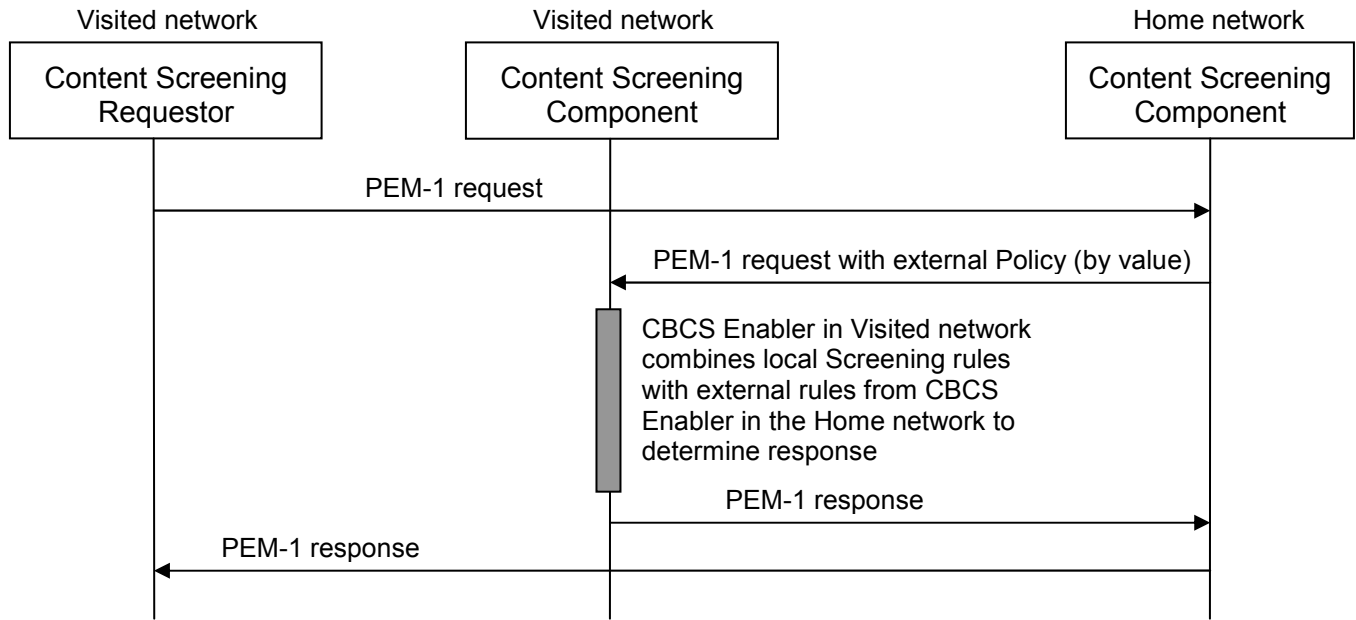 Visited network
Visited network
Home network
Content Screening
Requestor
Content Screening
Component
Content Screening
Component
PEM-1 request
PEM-1 request with external Policy (by value)
CBCS Enabler in Visited network
combines local Screening rules
with external rules from CBCS
Enabler in the Home network to
determine response
PEM-1 response
PEM-1 response